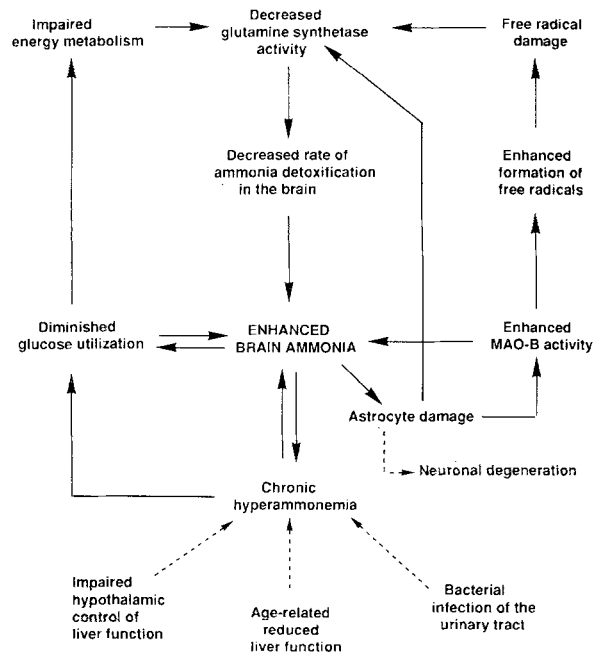 Impaired
energy metabolism
Decreased
glutamine synthetase
activity
Free radical
damage
Decreased rate of
ammonia detoxification
in the brain
Enhanced
formation of
free radicals
Diminished
glucose utilization
ENHANCED
BRAIN AMMONIA
Enhanced
MAO-B activity
Astrocyte damage
Neuronal degeneration
Chronic
hyperammonemia
Impaired
hypothalamic
control of
liver function
Age-related
reduced
liver function
Bacterial
infection of the
urinary tract